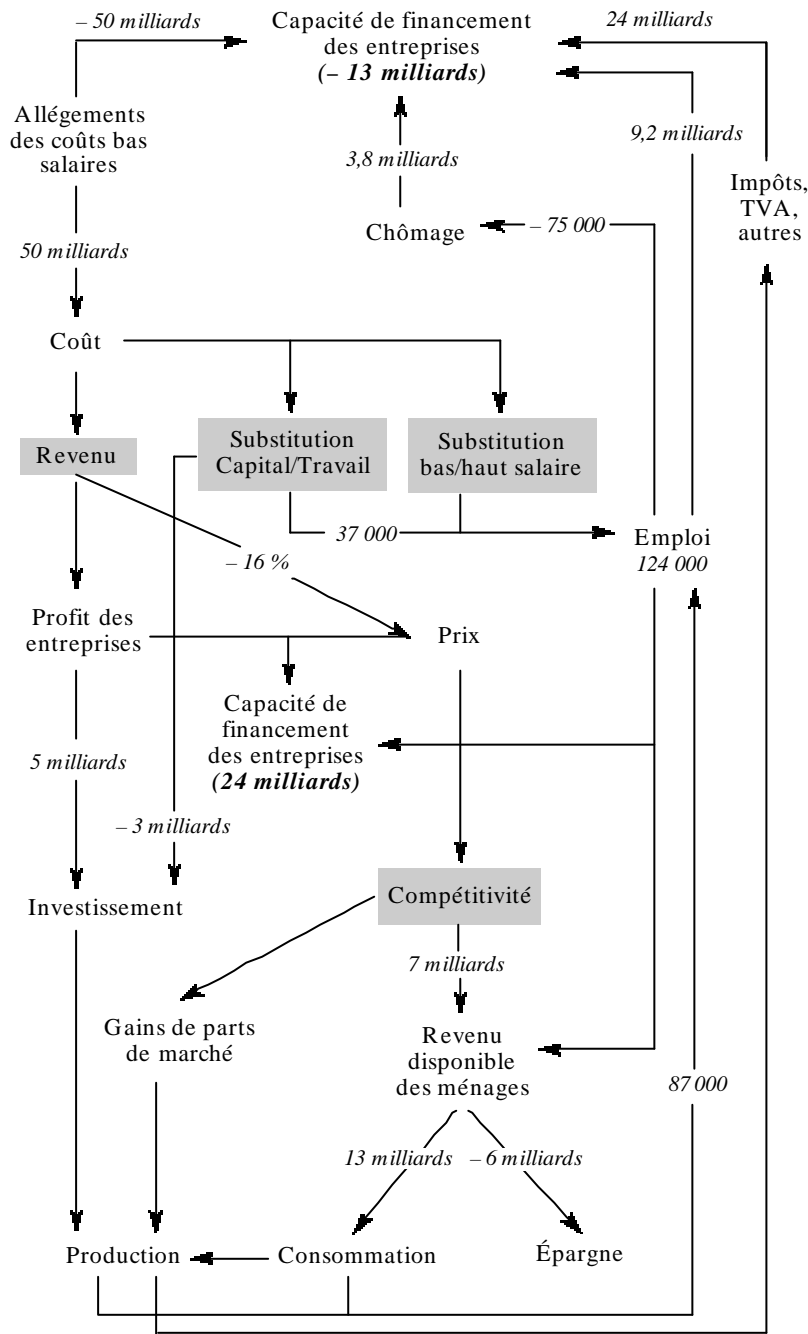 – 50 milliards
Capacité de financement
des entreprises
(– 13 milliards)
24 milliards
Allégements
des coûts bas
salaires
3,8 milliards
9,2 milliards
Impôts,
TVA,
autres
Chômage
– 75 000
50 milliards
Coût
Revenu
Substitution
Capital/Travail
Substitution
bas/haut salaire
37 000
Emploi
124 000
– 16 %
Profit des
entreprises
Prix
Capacité de
financement
des entreprises
(24 milliards)
5 milliards
– 3 milliards
Investissement
Compétitivité
7 milliards
Gains de parts
de marché
Revenu
disponible
des ménages
87 000
13 milliards
– 6 milliards
Production
Consommation
Épargne